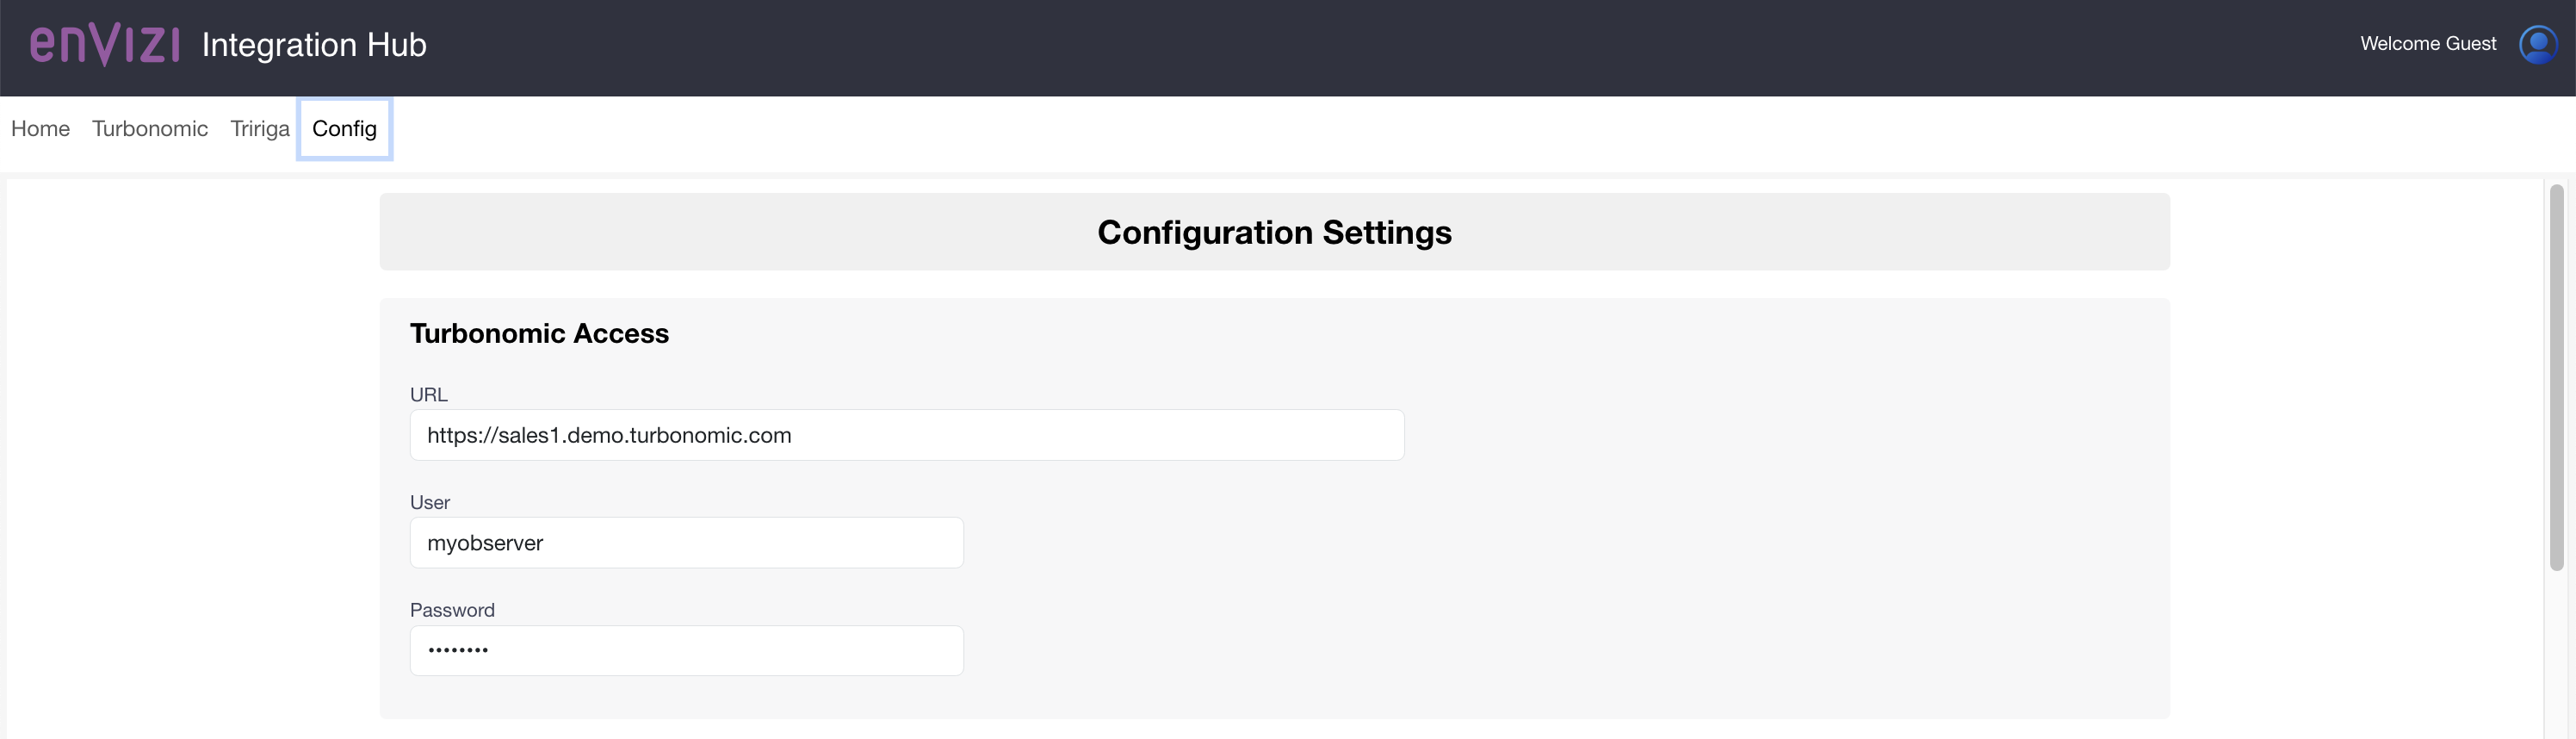 enVIZI Integration Hub
Welcome Guest
Home Turbonomic Tririga Config
Configuration Settings
Turbonomic Access
URL
https://sales1.demo.turbonomic.com
User
myobserver
Password
••••••••